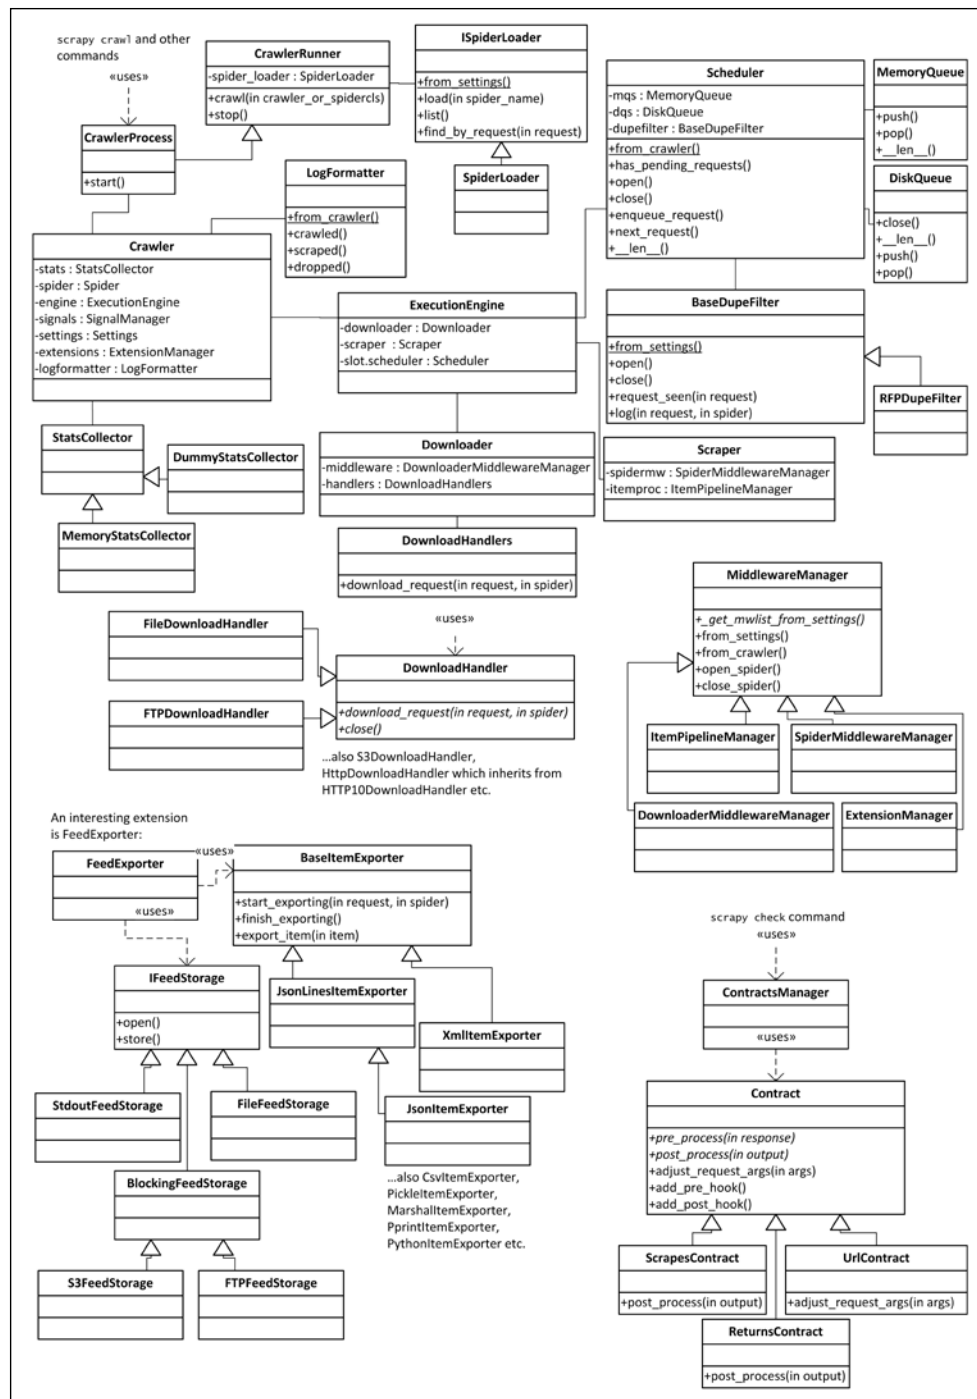 scrapy crawl and other
commands
«uses»
CrawlerProcess
+start()
CrawlerRunner
-spider_loader : SpiderLoader
+crawl(in crawler_or_spidercls)
+stop()
ISpiderLoader
+from_settings()
+load(in spider_name)
+list()
+find_by_request(in request)
SpiderLoader
Scheduler
-mqs : MemoryQueue
-dqs : DiskQueue
-dupefilter : BaseDupeFilter
+from_crawler()
+has_pending_requests()
+open()
+close()
+enqueue_request()
+next_request()
+__len__()
MemoryQueue
+push()
+pop()
+__len__()
DiskQueue
+close()
+__len__()
+push()
+pop()
LogFormatter
+from_crawler()
+crawled()
+scraped()
+dropped()
Crawler
-stats : StatsCollector
-spider : Spider
-engine : ExecutionEngine
-signals : SignalManager
-settings : Settings
-extensions : ExtensionManager
-logformatter : LogFormatter
ExecutionEngine
-downloader : Downloader
-scraper : Scraper
-slot.scheduler : Scheduler
BaseDupeFilter
+from_settings()
+open()
+close()
+request_seen(in request)
+log(in request, in spider)
RFPDupeFilter
StatsCollector
DummyStatsCollector
MemoryStatsCollector
Downloader
-middleware : DownloaderMiddlewareManager
-handlers : DownloadHandlers
Scraper
-spidermw : SpiderMiddlewareManager
-itemproc : ItemPipelineManager
DownloadHandlers
+download_request(in request, in spider)
«uses»
FileDownloadHandler
FTPDownloadHandler
DownloadHandler
+download_request(in request, in spider)
+close()
...also S3DownloadHandler,
HttpDownloadHandler which inherits from
HTTP10DownloadHandler etc.
MiddlewareManager
+_get_mwlist_from_settings()
+from_settings()
+from_crawler()
+open_spider()
+close_spider()
ItemPipelineManager
SpiderMiddlewareManager
DownloaderMiddlewareManager
ExtensionManager
An interesting extension
is FeedExporter:
«uses»
FeedExporter
«uses»
BaseItemExporter
+start_exporting(in request, in spider)
+finish_exporting()
+export_item(in item)
IFeedStorage
+open()
+store()
JsonLinesItemExporter
XmlItemExporter
StdoutFeedStorage
FileFeedStorage
JsonItemExporter
BlockingFeedStorage
...also CsvItemExporter,
PickleItemExporter,
MarshalItemExporter,
PprintItemExporter,
PythonItemExporter etc.
S3FeedStorage
FTPFeedStorage
scrapy check command
«uses»
ContractsManager
«uses»
Contract
+pre_process(in response)
+post_process(in output)
+adjust_request_args(in args)
+add_pre_hook()
+add_post_hook()
ScrapesContract
+post_process(in output)
UrlContract
+adjust_request_args(in args)
ReturnsContract
+post_process(in output)